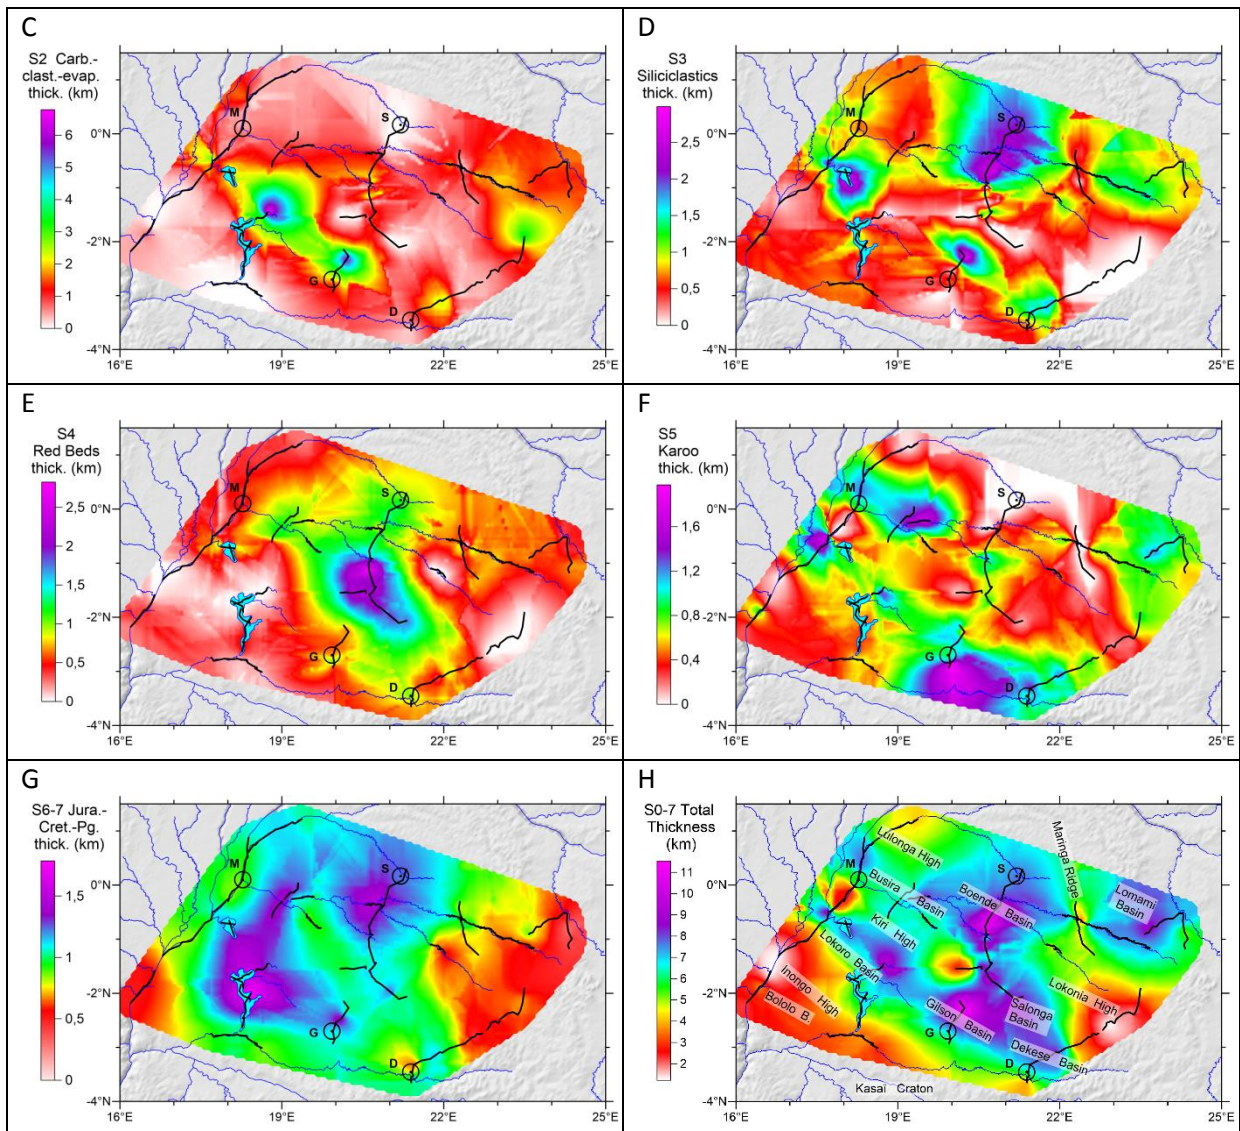 C
S2 Carb.-
clast.-evap.
thick. (km)
6
5
4
3
2
1
0
M
S
G
D
0°N
-2°N
-4°N
16°E
19°E
22°E
25°E
D
S3
Siliciclastics
thick. (km)
2,5
2
1,5
1
0,5
0
M
S
G
D
0°N
-2°N
-4°N
16°E
19°E
22°E
25°E
E
S4
Red Beds
thick. (km)
2,5
2
1,5
1
0,5
0
M
S
G
D
0°N
-2°N
-4°N
16°E
19°E
22°E
25°E
F
S5
Karoo
thick. (km)
1,6
1,2
0,8
0,4
0
M
S
G
D
0°N
-2°N
-4°N
16°E
19°E
22°E
25°E
G
S6-7 Jura.-
Cret.-Pg.
thick. (km)
1,5
1
0,5
0
M
S
G
D
0°N
-2°N
-4°N
16°E
19°E
22°E
25°E
H
S0-7 Total
Thickness
(km)
11
10
9
8
7
6
5
4
3
2
M
S
G
D
Lulonga High
Maringa Ridge
Busira Basin
Boende Basin
Lomami
Basin
Kiri High
Lokoro Basin
Inongo High
Bololo B.
Gilson Basin
Salonga
Basin
Lokonia High
Dekese Basin
Kasai Craton
0°N
-2°N
-4°N
16°E
19°E
22°E
25°E